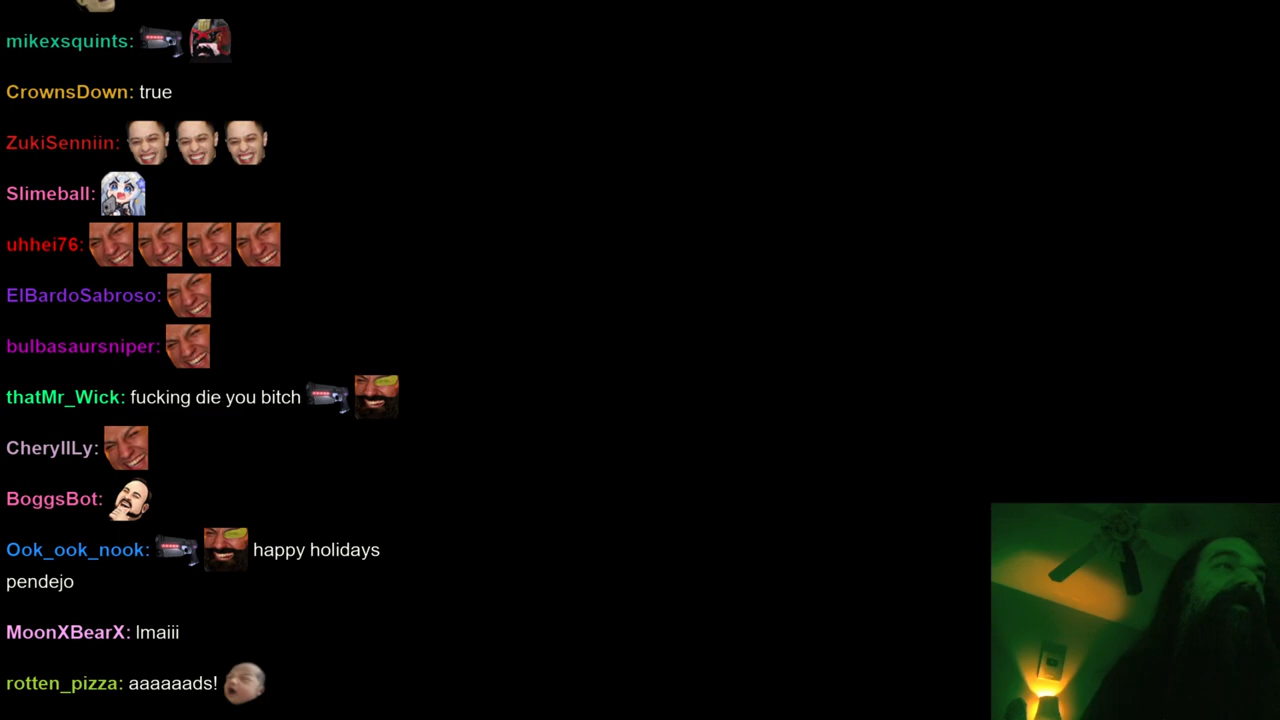 mikexsquints:
CrownsDown: true
ZukiSenniin:
Slimeball:
uhhei76:
ElBardoSabroso:
bulbasaursniper:
thatMr_Wick: fucking die you bitch
CheryllLy:
BoggsBot:
Ook_ook_nook: happy holidays
pendejo
MoonXBearX: lmaiii
rotten_pizza: aaaaaads!